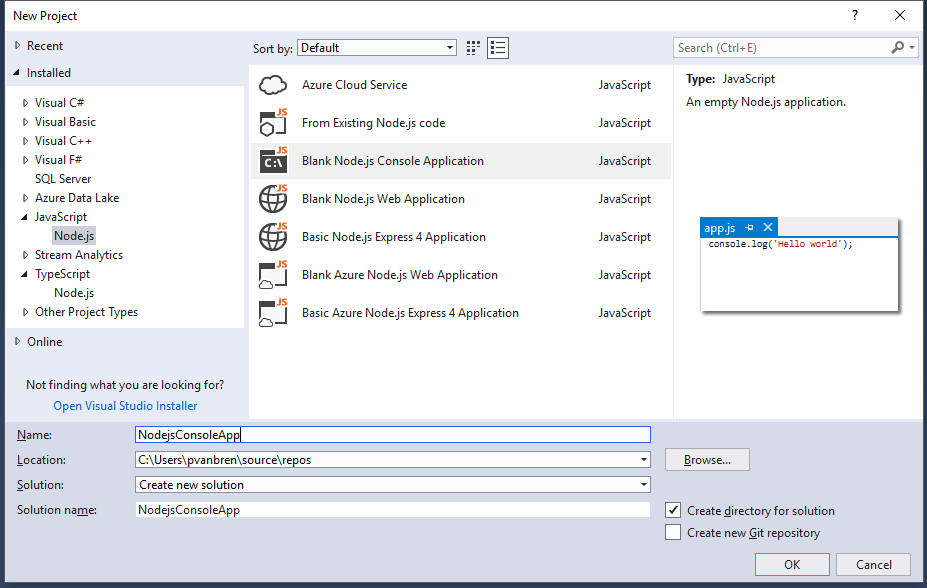 New Project
?
Recent
Installed
Visual C#
Visual Basic
Visual C++
Visual F#
SQL Server
Azure Data Lake
JavaScript
Node.js
Stream Analytics
TypeScript
Node.js
Other Project Types
Online
Not finding what you are looking for?
Open Visual Studio Installer
Sort by: Default
Azure Cloud Service JavaScript
JS From Existing Node.js code JavaScript
JS C:\ Blank Node.js Console Application JavaScript
JS Blank Node.js Web Application JavaScript
JS Basic Node.js Express 4 Application JavaScript
JS Blank Azure Node.js Web Application JavaScript
JS Basic Azure Node.js Express 4 Application JavaScript
Search (Ctrl+E)
Type: JavaScript
An empty Node.js application.
app.js
console.log('Hello world');
Name: NodejsConsoleApp
Location: C:\Users\pvanbren\source\repos Browse...
Solution: Create new solution
Solution name: NodejsConsoleApp
Create directory for solution
Create new Git repository
OK Cancel